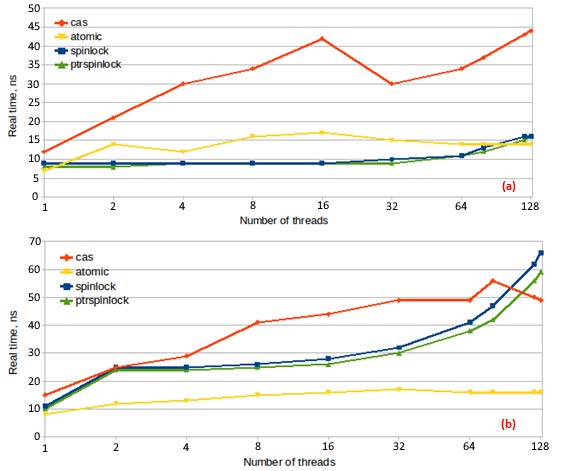 50
45
40
35
30
25
20
15
10
5
0
Real time, ns
cas
atomic
spinlock
ptrspinlock
(a)
1 2 4 8 16 32 64 128
Number of threads
70
60
50
40
30
20
10
0
Real time, ns
cas
atomic
spinlock
ptrspinlock
(b)
1 2 4 8 16 32 64 128
Number of threads